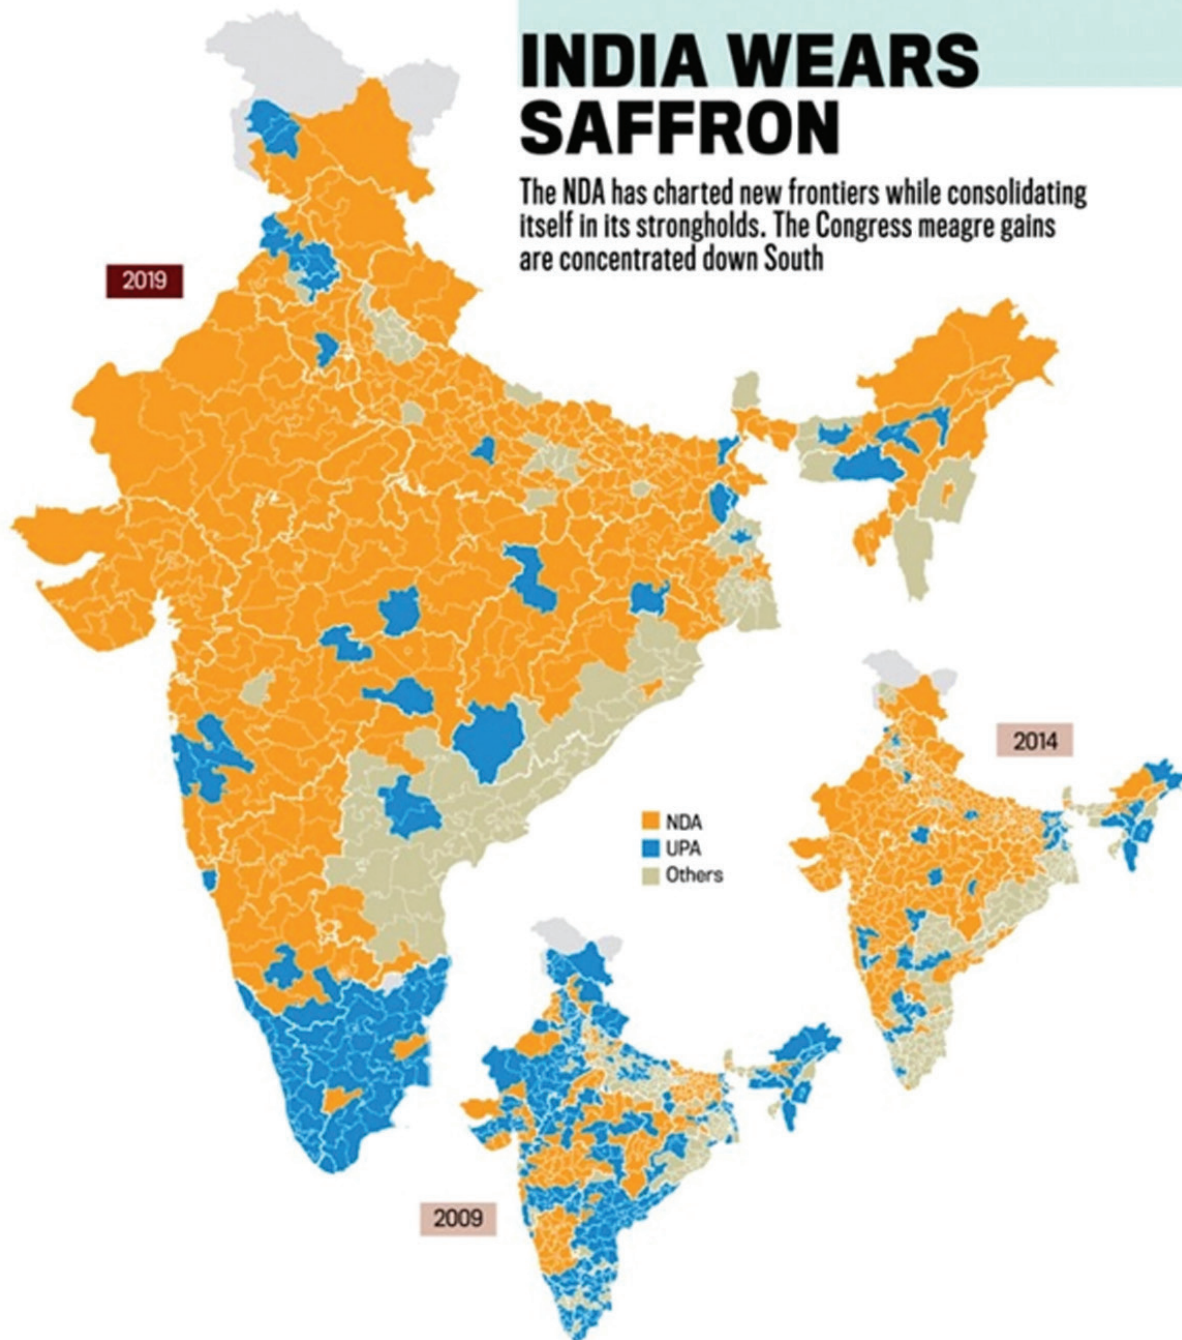 INDIA WEARS
SAFFRON
The NDA has charted new frontiers while consolidating
itself in its strongholds. The Congress meagre gains
are concentrated down South
2019
2014
NDA
UPA
Others
2009